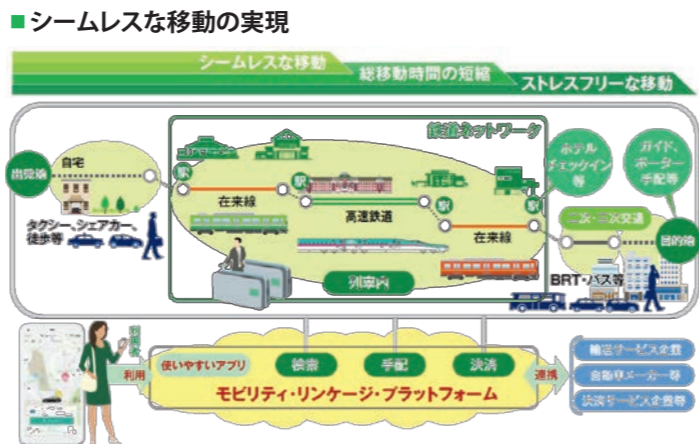 ■シームレスな移動の実現
シームレスな移動
総移動時間の短縮
ストレスフリーな移動
鉄道ネットワーク
ホテル
チェックイン
等
ガイド、
ポーター
手配等
出発地
自宅
駅
駅
駅
駅
在来線
高速鉄道
在来線
二次・三次交通
目的地
タクシー、シェアカー、
徒歩等
列車内
BRT・バス等
利用者
利用
使いやすいアプリ
検索
手配
決済
連携
モビリティ・リンケージ・プラットフォーム
輸送サービス企業
自動車メーカー等
決済サービス企業等